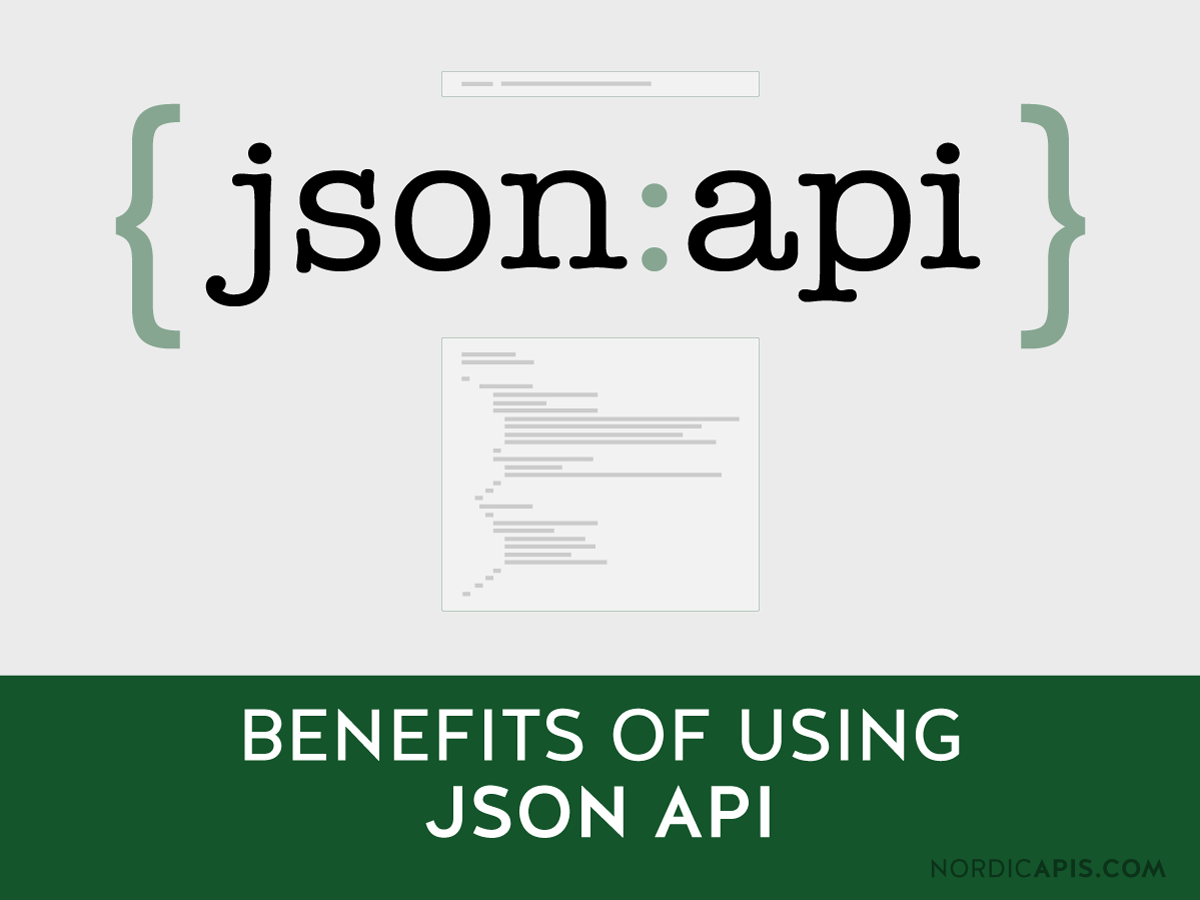 { json:api }
BENEFITS OF USING
JSON API
NORDICAPIS.COM